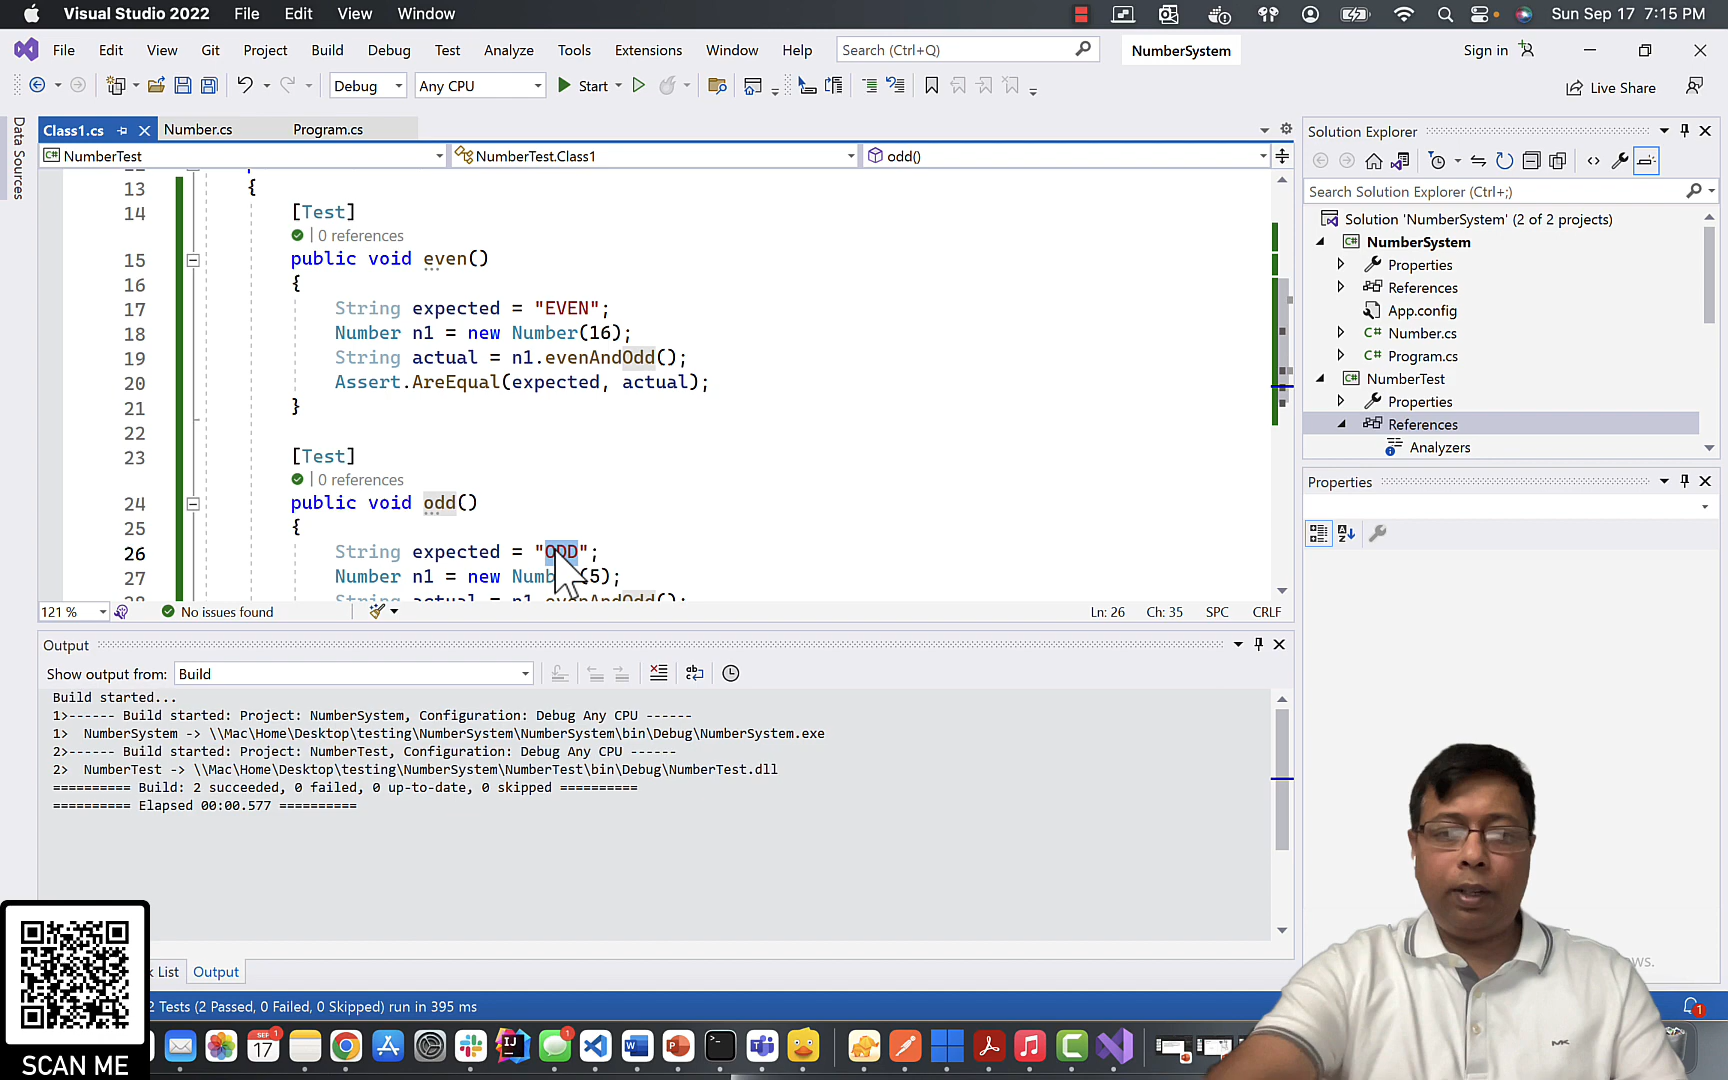 Visual Studio 2022 File Edit View Window Sun Sep 17 7:15 PM
File Edit View Git Project Build Debug Test Analyze Tools Extensions Window Help Search (Ctrl+Q) NumberSystem Sign in
Debug Any CPU Start Live Share
Data Sources
Class1.cs Number.cs Program.cs
NumberTest NumberTest.Class1 odd()
13 {
14 [Test]
0 references
15 public void even()
16 {
17 String expected = "EVEN";
18 Number n1 = new Number(16);
19 String actual = n1.evenAndOdd();
20 Assert.AreEqual(expected, actual);
21 }
22
23 [Test]
0 references
24 public void odd()
25 {
26 String expected = "ODD";
27 Number n1 = new Number(5);
String actual = n1.evenAndOdd();
121 % No issues found Ln: 26 Ch: 35 SPC CRLF
Output
Show output from: Build
Build started...
1>------ Build started: Project: NumberSystem, Configuration: Debug Any CPU ------
1> NumberSystem -> \\Mac\Home\Desktop\testing\NumberSystem\NumberSystem\bin\Debug\NumberSystem.exe
2>------ Build started: Project: NumberTest, Configuration: Debug Any CPU ------
2> NumberTest -> \\Mac\Home\Desktop\testing\NumberSystem\NumberTest\bin\Debug\NumberTest.dll
========== Build: 2 succeeded, 0 failed, 0 up-to-date, 0 skipped ==========
========== Elapsed 00:00.577 ==========
List Output
2 Tests (2 Passed, 0 Failed, 0 Skipped) run in 395 ms
Solution Explorer
Search Solution Explorer (Ctrl+;)
Solution 'NumberSystem' (2 of 2 projects)
NumberSystem
Properties
References
App.config
C# Number.cs
C# Program.cs
NumberTest
Properties
References
Analyzers
Properties
SEP
17
1
1
1
MK
SCAN ME